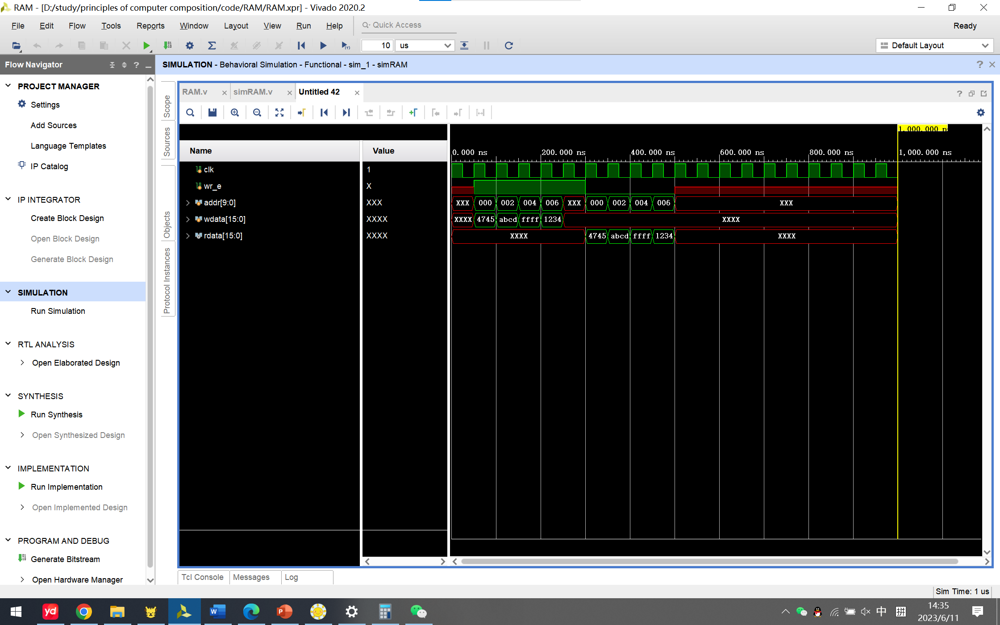 RAM - [D:/study/principles of computer composition/code/RAM/RAM.xpr] - Vivado 2020.2
File Edit Flow Tools Reports Window Layout View Run Help Quick Access Ready
10 us Default Layout
Flow Navigator
SIMULATION - Behavioral Simulation - Functional - sim_1 - simRAM
PROJECT MANAGER
Settings
Add Sources
Language Templates
IP Catalog
IP INTEGRATOR
Create Block Design
Open Block Design
Generate Block Design
SIMULATION
Run Simulation
RTL ANALYSIS
Open Elaborated Design
SYNTHESIS
Run Synthesis
Open Synthesized Design
IMPLEMENTATION
Run Implementation
Open Implemented Design
PROGRAM AND DEBUG
Generate Bitstream
Open Hardware Manager
Scope
Sources
Objects
Protocol Instances
RAM.v simRAM.v Untitled 42
1,000.000 n
Name Value
0.000 ns 200.000 ns 400.000 ns 600.000 ns 800.000 ns 1,000.000 ns
clk 1
wr_e X
addr[9:0] XXX XXX 000 002 004 006 XXX 000 002 004 006 XXX
wdata[15:0] XXXX XXXX 4745 abcd ffff 1234 XXXX
rdata[15:0] XXXX XXXX 4745 abcd ffff 1234 XXXX
Tcl Console Messages Log
Sim Time: 1 us
yd
W
P
中
拼
14:35
2023/6/11